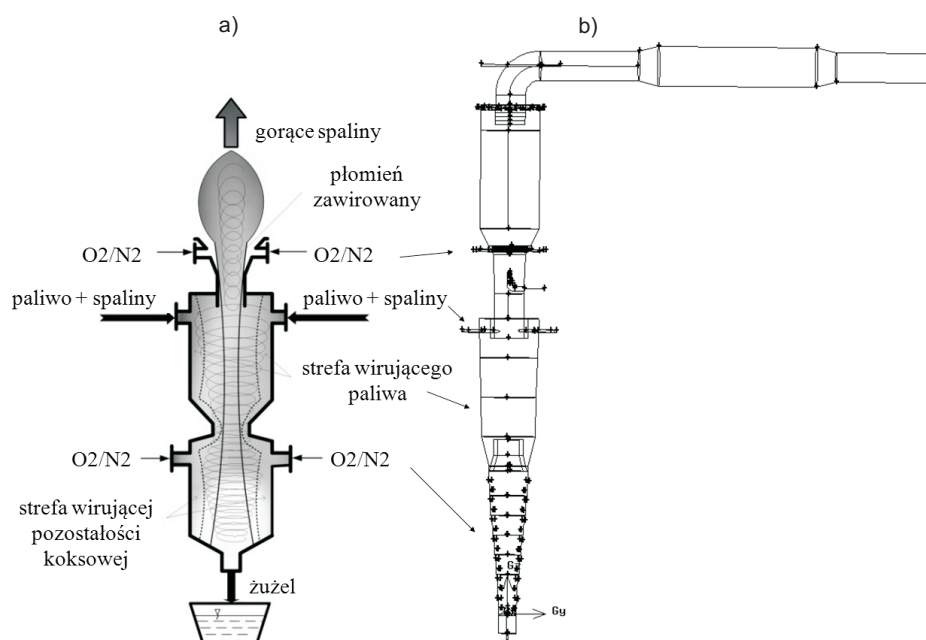 a)
b)
gorące spaliny
płomień
zawirowany
O2/N2
O2/N2
paliwo + spaliny
paliwo + spaliny
strefa wirującego
paliwa
O2/N2
O2/N2
strefa wirującej
pozostałości
koksowej
żużel
Gy